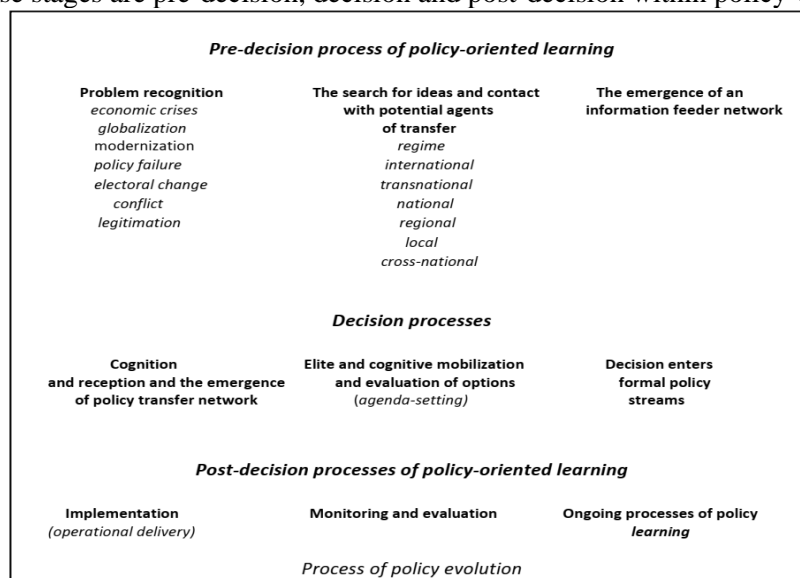 stages are pre-decision, decision and post-decision within policy
Pre-decision process of policy-oriented learning
Problem recognition
economic crises
globalization
modernization
policy failure
electoral change
conflict
legitimation
The search for ideas and contact
with potential agents
of transfer
regime
international
transnational
national
regional
local
cross-national
The emergence of an
information feeder network
Decision processes
Cognition
and reception and the emergence
of policy transfer network
Elite and cognitive mobilization
and evaluation of options
(agenda-setting)
Decision enters
formal policy
streams
Post-decision processes of policy-oriented learning
Implementation
(operational delivery)
Monitoring and evaluation
Ongoing processes of policy
learning
Process of policy evolution